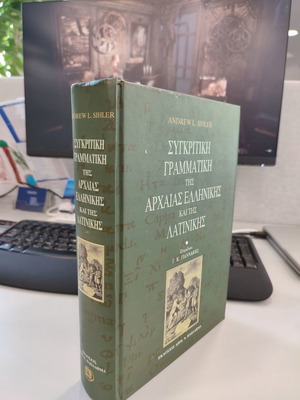 ANDREW L. SIHLER
ΣΥΓΚΡΙΤΙΚΗ
ΓΡΑΜΜΑΤΙΚΗ
ΤΗΣ
ΑΡΧΑΙΑΣ ΕΛΛΗΝΙΚΗΣ
ΚΑΙ ΤΗΣ
ΛΑΤΙΝΙΚΗΣ
ANDREW L. SIHLER
ΣΥΓΚΡΙΤΙΚΗ
ΓΡΑΜΜΑΤΙΚΗ
ΤΗΣ
ΑΡΧΑΙΑΣ ΕΛΛΗΝΙΚΗΣ
ΚΑΙ ΤΗΣ
ΛΑΤΙΝΙΚΗΣ
Γ. Κ. ΓΙΑΝΝΑΚΗΣ